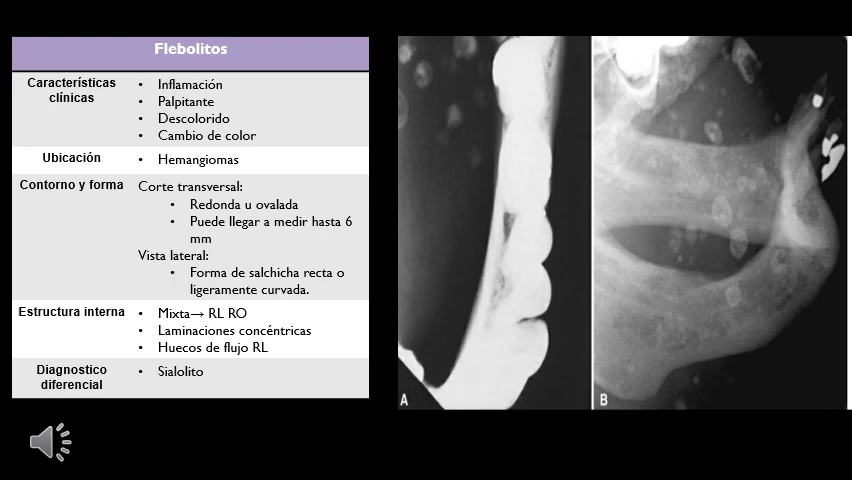 Flebolitos
Características
clínicas
• Inflamación
• Palpitante
• Descolorido
• Cambio de color
Ubicación
• Hemangiomas
Contorno y forma
Corte transversal:
• Redonda u ovalada
• Puede llegar a medir hasta 6
mm
Vista lateral:
• Forma de salchicha recta o
ligeramente curvada.
Estructura interna
• Mixta→ RL RO
• Laminaciones concéntricas
• Huecos de flujo RL
Diagnostico
diferencial
• Sialolito
A
B